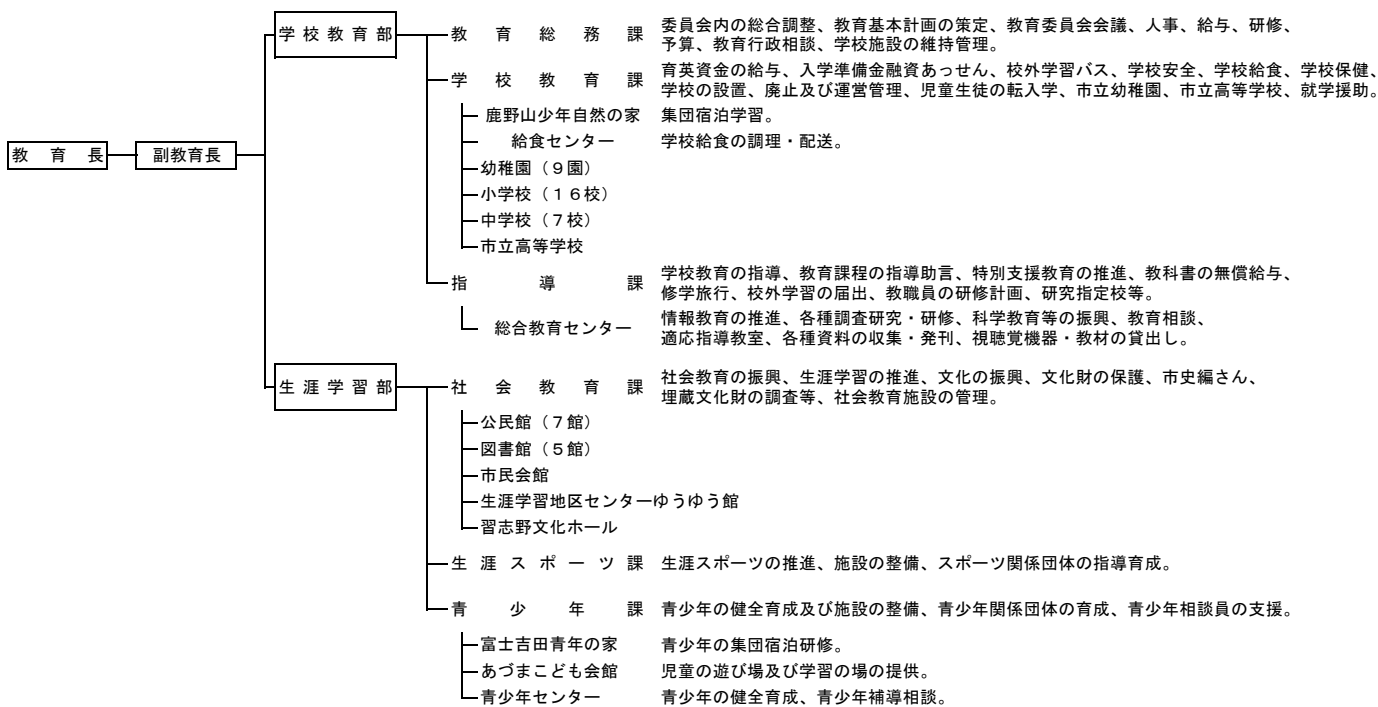 教育長
副教育長
学校教育部
教育総務課
委員会内の総合調整、教育基本計画の策定、教育委員会会議、人事、給与、研修、
予算、教育行政相談、学校施設の維持管理。
学校教育課
育英資金の給与、入学準備金融資あっせん、校外学習バス、学校安全、学校給食、学校保健、
学校の設置、廃止及び運営管理、児童生徒の転入学、市立幼稚園、市立高等学校、就学援助。
鹿野山少年自然の家
集団宿泊学習。
給食センター
学校給食の調理・配送。
幼稚園(9園)
小学校(16校)
中学校(7校)
市立高等学校
指導課
学校教育の指導、教育課程の指導助言、特別支援教育の推進、教科書の無償給与、
修学旅行、校外学習の届出、教職員の研修計画、研究指定校等。
総合教育センター
情報教育の推進、各種調査研究・研修、科学教育等の振興、教育相談、
適応指導教室、各種資料の収集・発刊、視聴覚機器・教材の貸出し。
生涯学習部
社会教育課
社会教育の振興、生涯学習の推進、文化の振興、文化財の保護、市史編さん、
埋蔵文化財の調査等、社会教育施設の管理。
公民館(7館)
図書館(5館)
市民会館
生涯学習地区センターゆうゆう館
習志野文化ホール
生涯スポーツ課
生涯スポーツの推進、施設の整備、スポーツ関係団体の指導育成。
青少年課
青少年の健全育成及び施設の整備、青少年関係団体の育成、青少年相談員の支援。
富士吉田青年の家
青少年の集団宿泊研修。
あづまこども会館
児童の遊び場及び学習の場の提供。
青少年センター
青少年の健全育成、青少年補導相談。